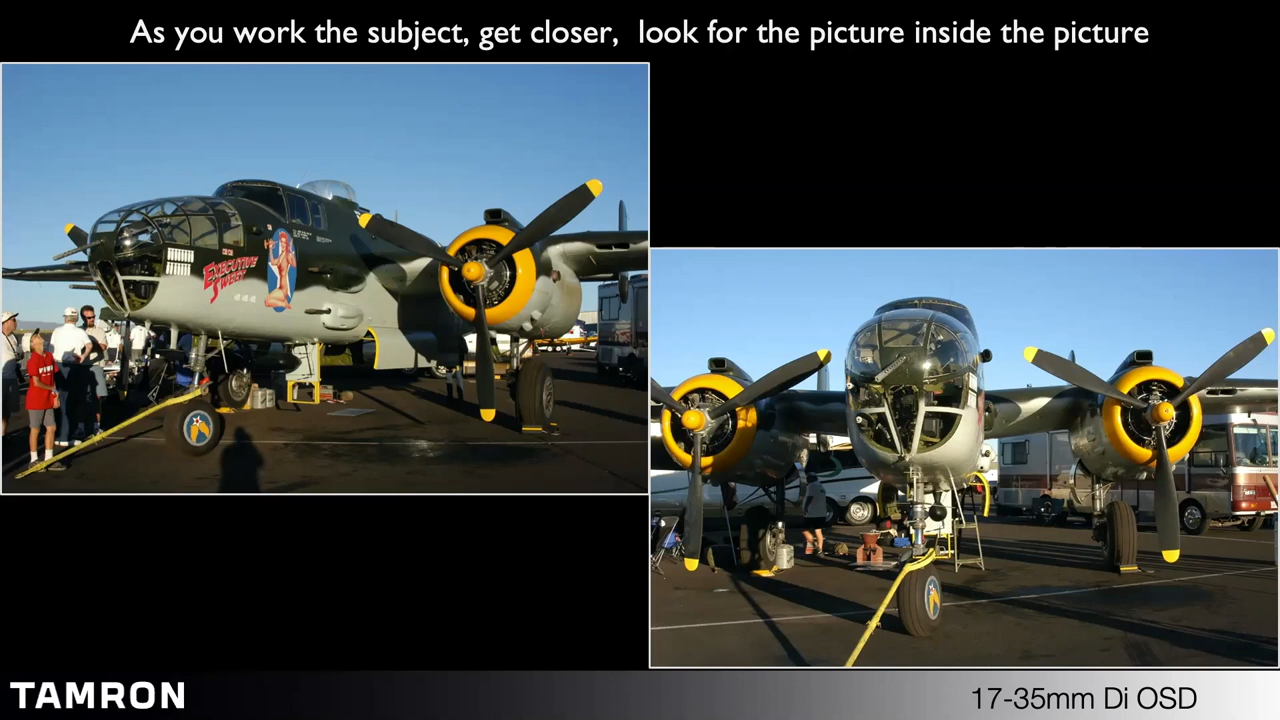 As you work the subject, get closer, look for the picture inside the picture
EXECUTIVE
SWEET
TAMRON
17-35mm Di OSD